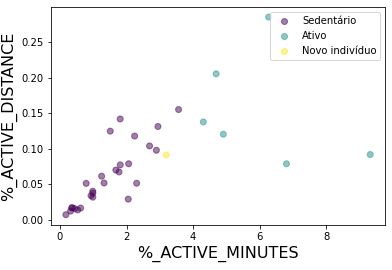 Sedentário
Ativo
Novo indivíduo
%_ACTIVE_DISTANCE
0.25
0.20
0.15
0.10
0.05
0.00
0 2 4 6 8
%_ACTIVE_MINUTES